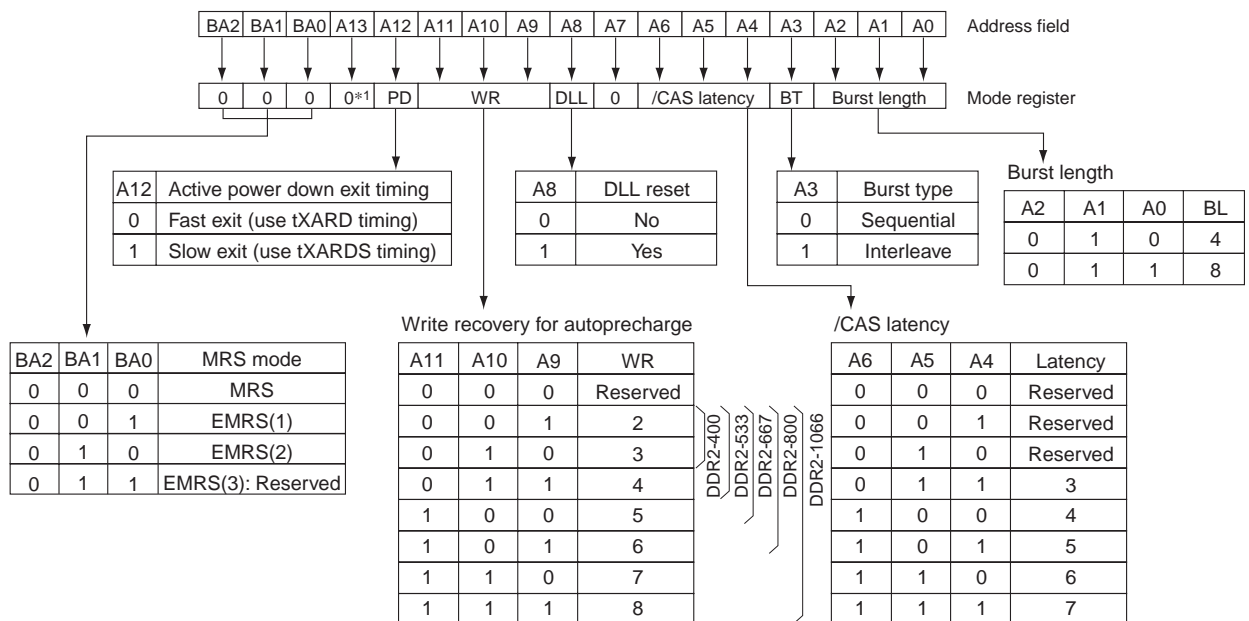 BA2 BA1 BA0 A13 A12 A11 A10 A9 A8 A7 A6 A5 A4 A3 A2 A1 A0 Address field
0 0 0 0*1 PD WR DLL 0 /CAS latency BT Burst length Mode register
A12 Active power down exit timing
0 Fast exit (use tXARD timing)
1 Slow exit (use tXARDS timing)
A8 DLL reset
0 No
1 Yes
A3 Burst type
0 Sequential
1 Interleave
Burst length
A2 A1 A0 BL
0 1 0 4
0 1 1 8
BA2 BA1 BA0 MRS mode
0 0 0 MRS
0 0 1 EMRS(1)
0 1 0 EMRS(2)
0 1 1 EMRS(3): Reserved
Write recovery for autoprecharge
A11 A10 A9 WR
0 0 0 Reserved
0 0 1 2
0 1 0 3
0 1 1 4
1 0 0 5
1 0 1 6
1 1 0 7
1 1 1 8
DDR2-400
DDR2-533
DDR2-667
DDR2-800
DDR2-1066
/CAS latency
A6 A5 A4 Latency
0 0 0 Reserved
0 0 1 Reserved
0 1 0 Reserved
0 1 1 3
1 0 0 4
1 0 1 5
1 1 0 6
1 1 1 7